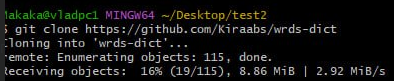 Makaka@vladpc1 MINGW64 ~/Desktop/test2
$ git clone https://github.com/Kiraabs/wrds-dict
Cloning into 'wrds-dict'...
remote: Enumerating objects: 115, done.
Receiving objects:  16% (19/115), 8.86 MiB | 2.92 MiB/s